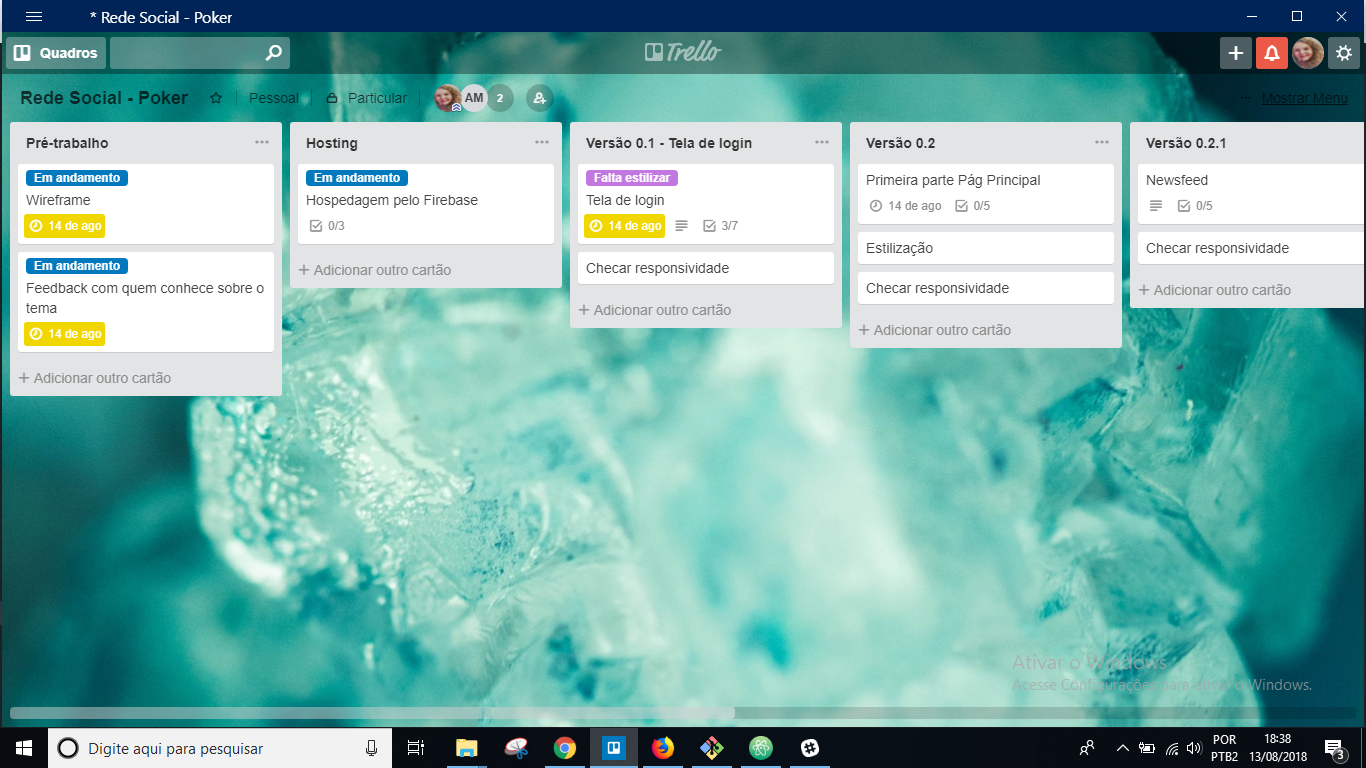 * Rede Social - Poker
Quadros
Trello
Rede Social - Poker
Pessoal
Particular
AM
2
Mostrar Menu
Pré-trabalho
Em andamento
Wireframe
14 de ago
Em andamento
Feedback com quem conhece sobre o
tema
14 de ago
+ Adicionar outro cartão
Hosting
Em andamento
Hospedagem pelo Firebase
0/3
+ Adicionar outro cartão
Versão 0.1 - Tela de login
Falta estilizar
Tela de login
14 de ago 3/7
Checar responsividade
+ Adicionar outro cartão
Versão 0.2
Primeira parte Pág Principal
14 de ago 0/5
Estilização
Checar responsividade
+ Adicionar outro cartão
Versão 0.2.1
Newsfeed
0/5
Checar responsividade
+ Adicionar outro cartão
Ativar o Windows
Acesse Configurações para ativar o Windows.
Digite aqui para pesquisar
POR
PTB2
18:38
13/08/2018
3